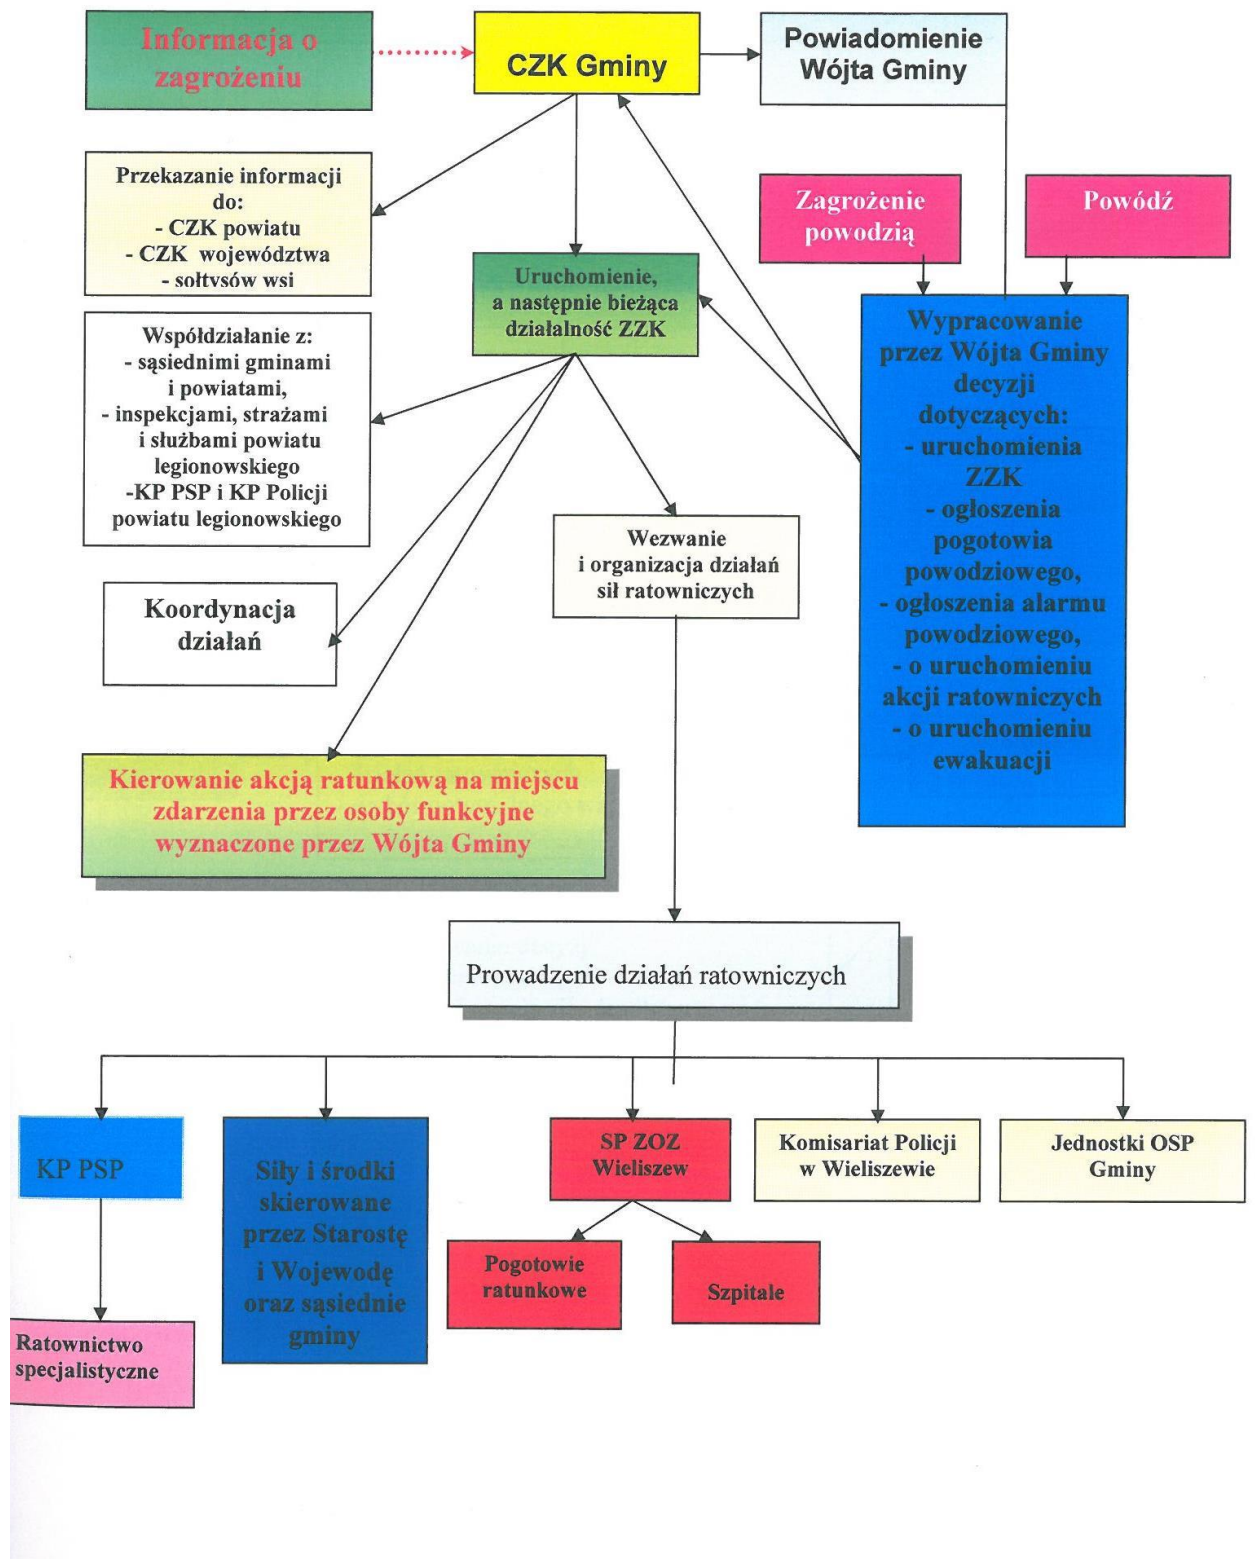 Informacja o
zagrożeniu
CZK Gminy
Powiadomienie
Wójta Gminy
Przekazanie informacji
do:
- CZK powiatu
- CZK województwa
- sołtysów wsi
Zagrożenie
powodzią
Powódź
Uruchomienie,
a następnie bieżąca
działalność ZZK
Współdziałanie z:
- sąsiednimi gminami
i powiatami,
- inspekcjami, strażami
i służbami powiatu
legionowskiego
-KP PSP i KP Policji
powiatu legionowskiego
Wypracowanie
przez Wójta Gminy
decyzji
dotyczących:
- uruchomienia
ZZK
- ogłoszenia
pogotowia
powodziowego,
- ogłoszenia alarmu
powodziowego,
- o uruchomieniu
akcji ratowniczych
- o uruchomieniu
ewakuacji
Wezwanie
i organizacja działań
sił ratowniczych
Koordynacja
działań
Kierowanie akcją ratunkową na miejscu
zdarzenia przez osoby funkcyjne
wyznaczone przez Wójta Gminy
Prowadzenie działań ratowniczych
KP PSP
Siły i środki
skierowane
przez Starostę
i Wojewodę
oraz sąsiednie
gminy
SP ZOZ
Wieliszew
Komisariat Policji
w Wieliszewie
Jednostki OSP
Gminy
Pogotowie
ratunkowe
Szpitale
Ratownictwo
specjalistyczne